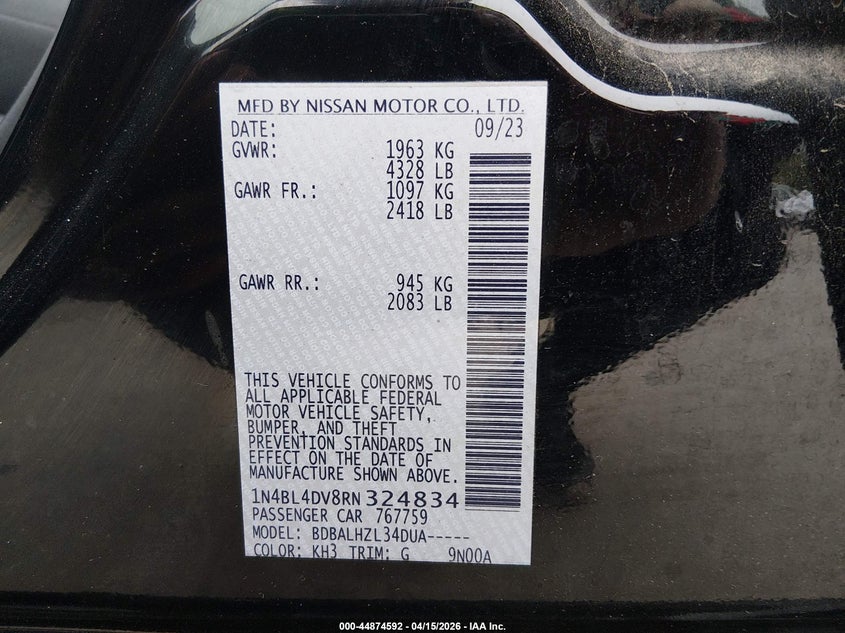 MFD BY NISSAN MOTOR CO., LTD.
DATE: 09/23
GVWR: 1963 KG
4328 LB
GAWR FR.: 1097 KG
2418 LB
GAWR RR.: 945 KG
2083 LB
THIS VEHICLE CONFORMS TO
ALL APPLICABLE FEDERAL
MOTOR VEHICLE SAFETY,
BUMPER, AND THEFT
PREVENTION STANDARDS IN
EFFECT ON THE DATE OF
MANUFACTURE SHOWN ABOVE.
1N4BL4DV8RN324834
PASSENGER CAR 767759
MODEL: BDBALHZL34DUA-----
COLOR: KH3 TRIM: G 9N00A
000-44874592 - 04/15/2026 - IAA Inc.